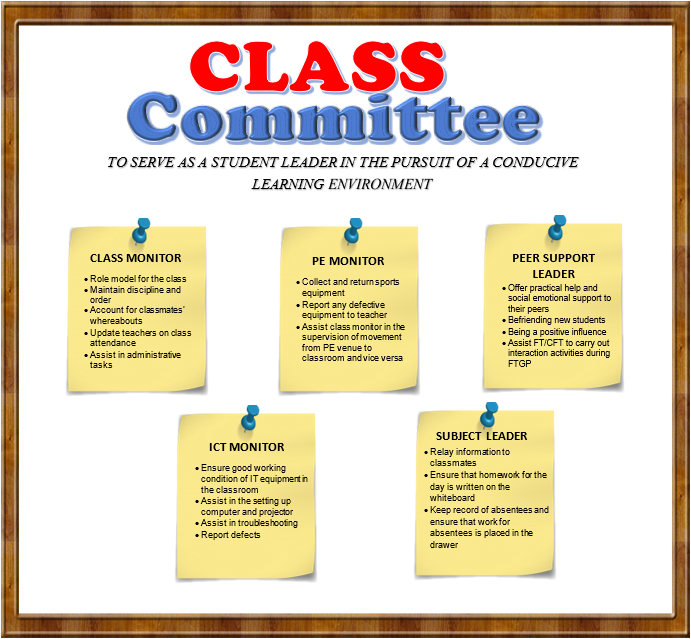 CLASS
Committee
TO SERVE AS A STUDENT LEADER IN THE PURSUIT OF A CONDUCIVE
LEARNING ENVIRONMENT
CLASS MONITOR
• Role model for the class
• Maintain discipline and
order
• Account for classmates'
whereabouts
• Update teachers on class
attendance
• Assist in administrative
tasks
PE MONITOR
• Collect and return sports
equipment
• Report any defective
equipment to teacher
• Assist class monitor in the
supervision of movement
from PE venue to
classroom and vice versa
PEER SUPPORT
LEADER
• Offer practical help and
social emotional support to
their peers
• Befriending new students
• Being a positive influence
• Assist FT/CFT to carry out
interaction activities during
FTGP
ICT MONITOR
• Ensure good working
condition of IT equipment in
the classroom
• Assist in the setting up
computer and projector
• Assist in troubleshooting
• Report defects
SUBJECT LEADER
• Relay information to
classmates
• Ensure that homework for the
day is written on the
whiteboard
• Keep record of absentees and
ensure that work for
absentees is placed in the
drawer